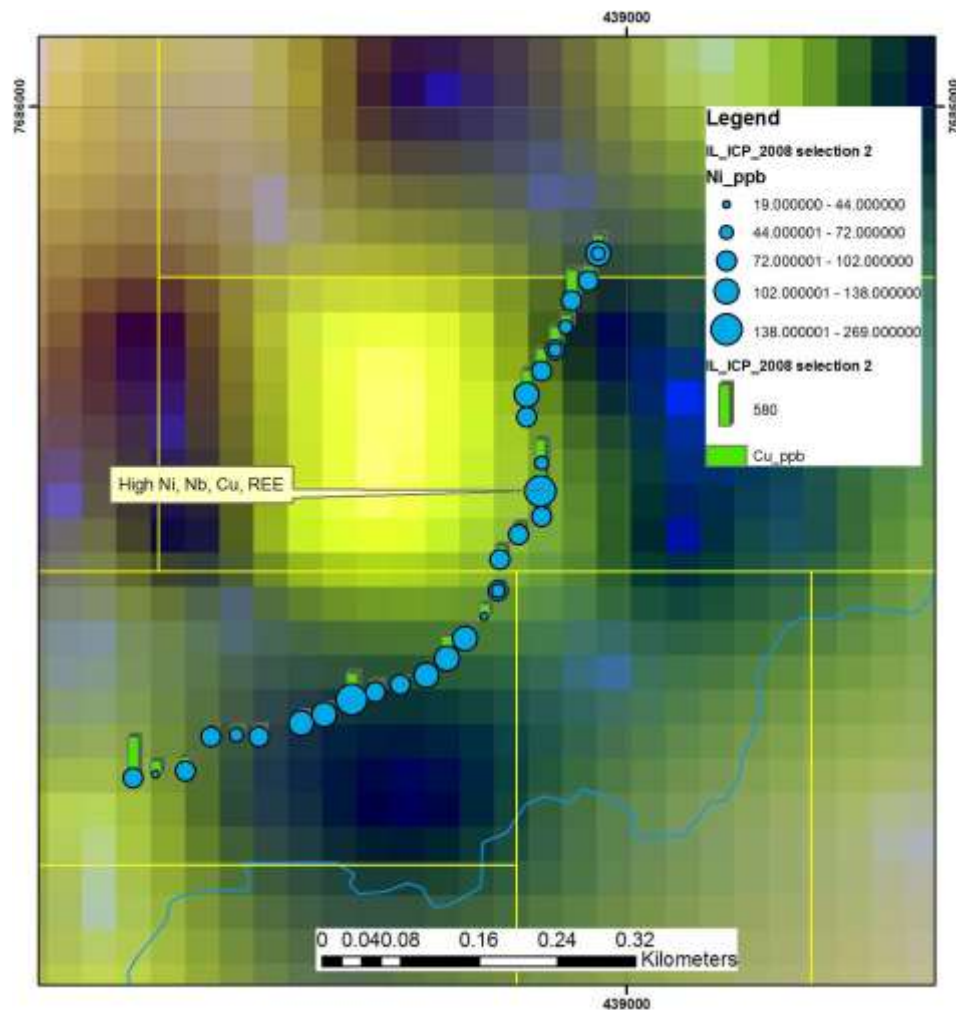 439000
7686000
7686000
Legend
IL_ICP_2008 selection 2
Ni_ppb
19.000000 - 44.000000
44.000001 - 72.000000
72.000001 - 102.000000
102.000001 - 138.000000
138.000001 - 269.000000
IL_ICP_2008 selection 2
580
Cu_ppb
High Ni, Nb, Cu, REE
0 0.040.08 0.16 0.24 0.32
Kilometers
439000